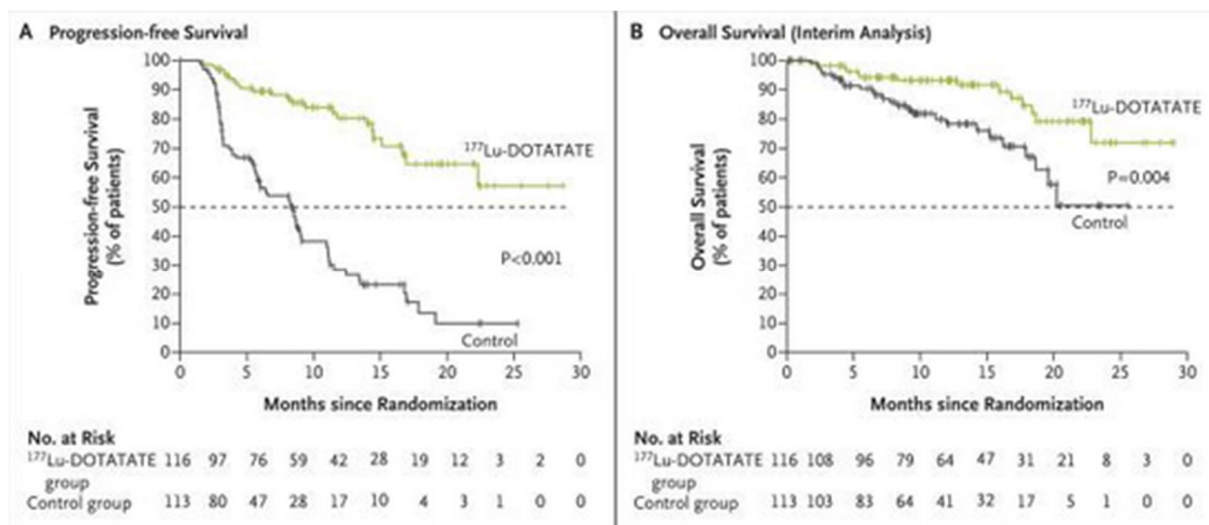 A Progression-free Survival
100
90
80
70
60
50
40
30
20
10
0
Progression-free Survival
(% of patients)
177Lu-DOTATATE
P<0.001
Control
0 5 10 15 20 25 30
Months since Randomization
No. at Risk
177Lu-DOTATATE 116 97 76 59 42 28 19 12 3 2 0
group
Control group 113 80 47 28 17 10 4 3 1 0 0
B Overall Survival (Interim Analysis)
100
90
80
70
60
50
40
30
20
10
0
Overall Survival
(% of patients)
177Lu-DOTATATE
P=0.004
Control
0 5 10 15 20 25 30
Months since Randomization
No. at Risk
177Lu-DOTATATE 116 108 96 79 64 47 31 21 8 3 0
group
Control group 113 103 83 64 41 32 17 5 1 0 0